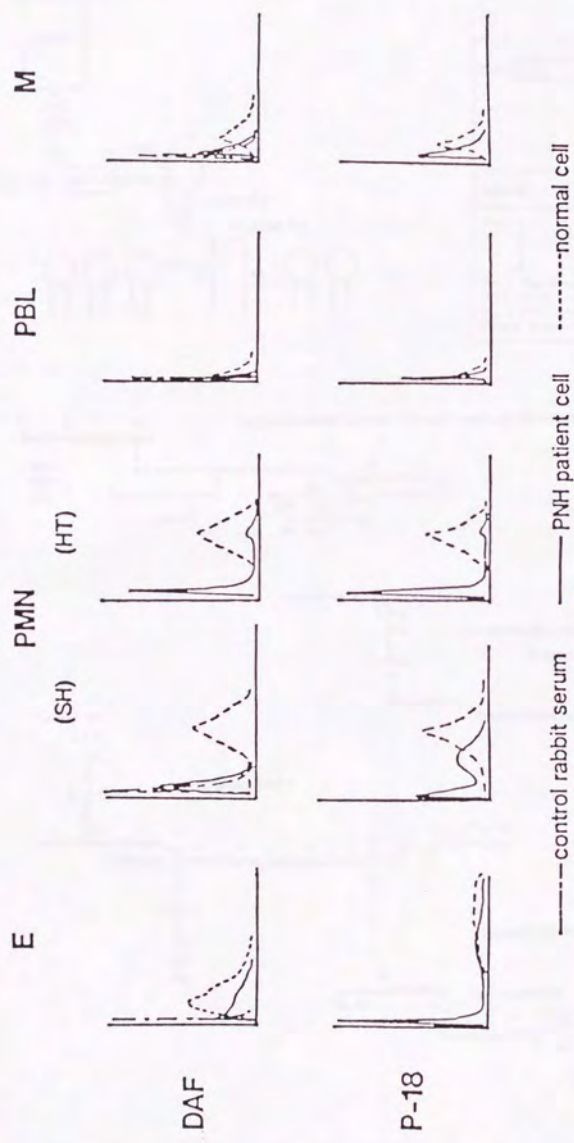 E PMN PBL M
(SH) (HT)
DAF
P-18
control rabbit serum PNH patient cell normal cell